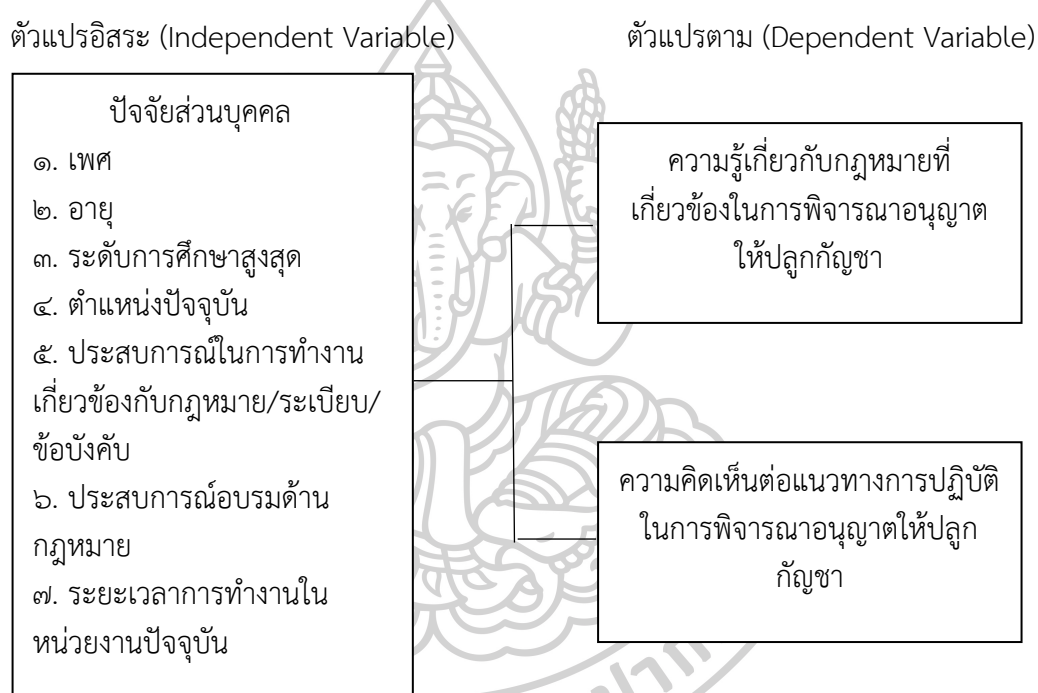 ตัวแปรอิสระ (Independent Variable)
ตัวแปรตาม (Dependent Variable)
ปัจจัยส่วนบุคคล
๑. เพศ
๒. อายุ
๓. ระดับการศึกษาสูงสุด
๔. ตำแหน่งปัจจุบัน
๕. ประสบการณ์ในการทำงาน
เกี่ยวข้องกับกฎหมาย/ระเบียบ/
ข้อบังคับ
๖. ประสบการณ์อบรมด้าน
กฎหมาย
๗. ระยะเวลาการทำงานใน
หน่วยงานปัจจุบัน
ความรู้เกี่ยวกับกฎหมายที่
เกี่ยวข้องในการพิจารณาอนุญาต
ให้ปลูกกัญชา
ความคิดเห็นต่อแนวทางการปฏิบัติ
ในการพิจารณาอนุญาตให้ปลูก
กัญชา